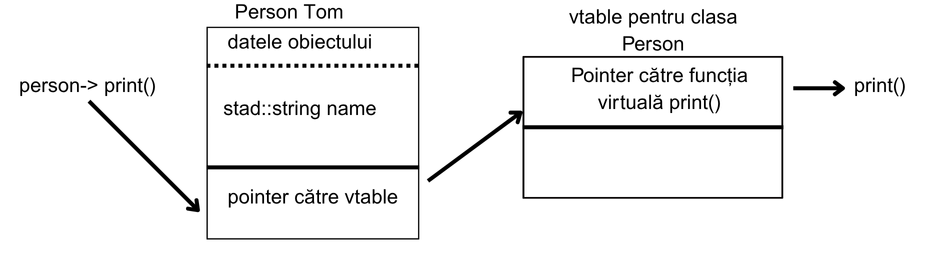 Person Tom
datele obiectului
person-> print()
stad::string name
pointer către vtable
vtable pentru clasa
Person
Pointer către funcția
virtuală print()
print()